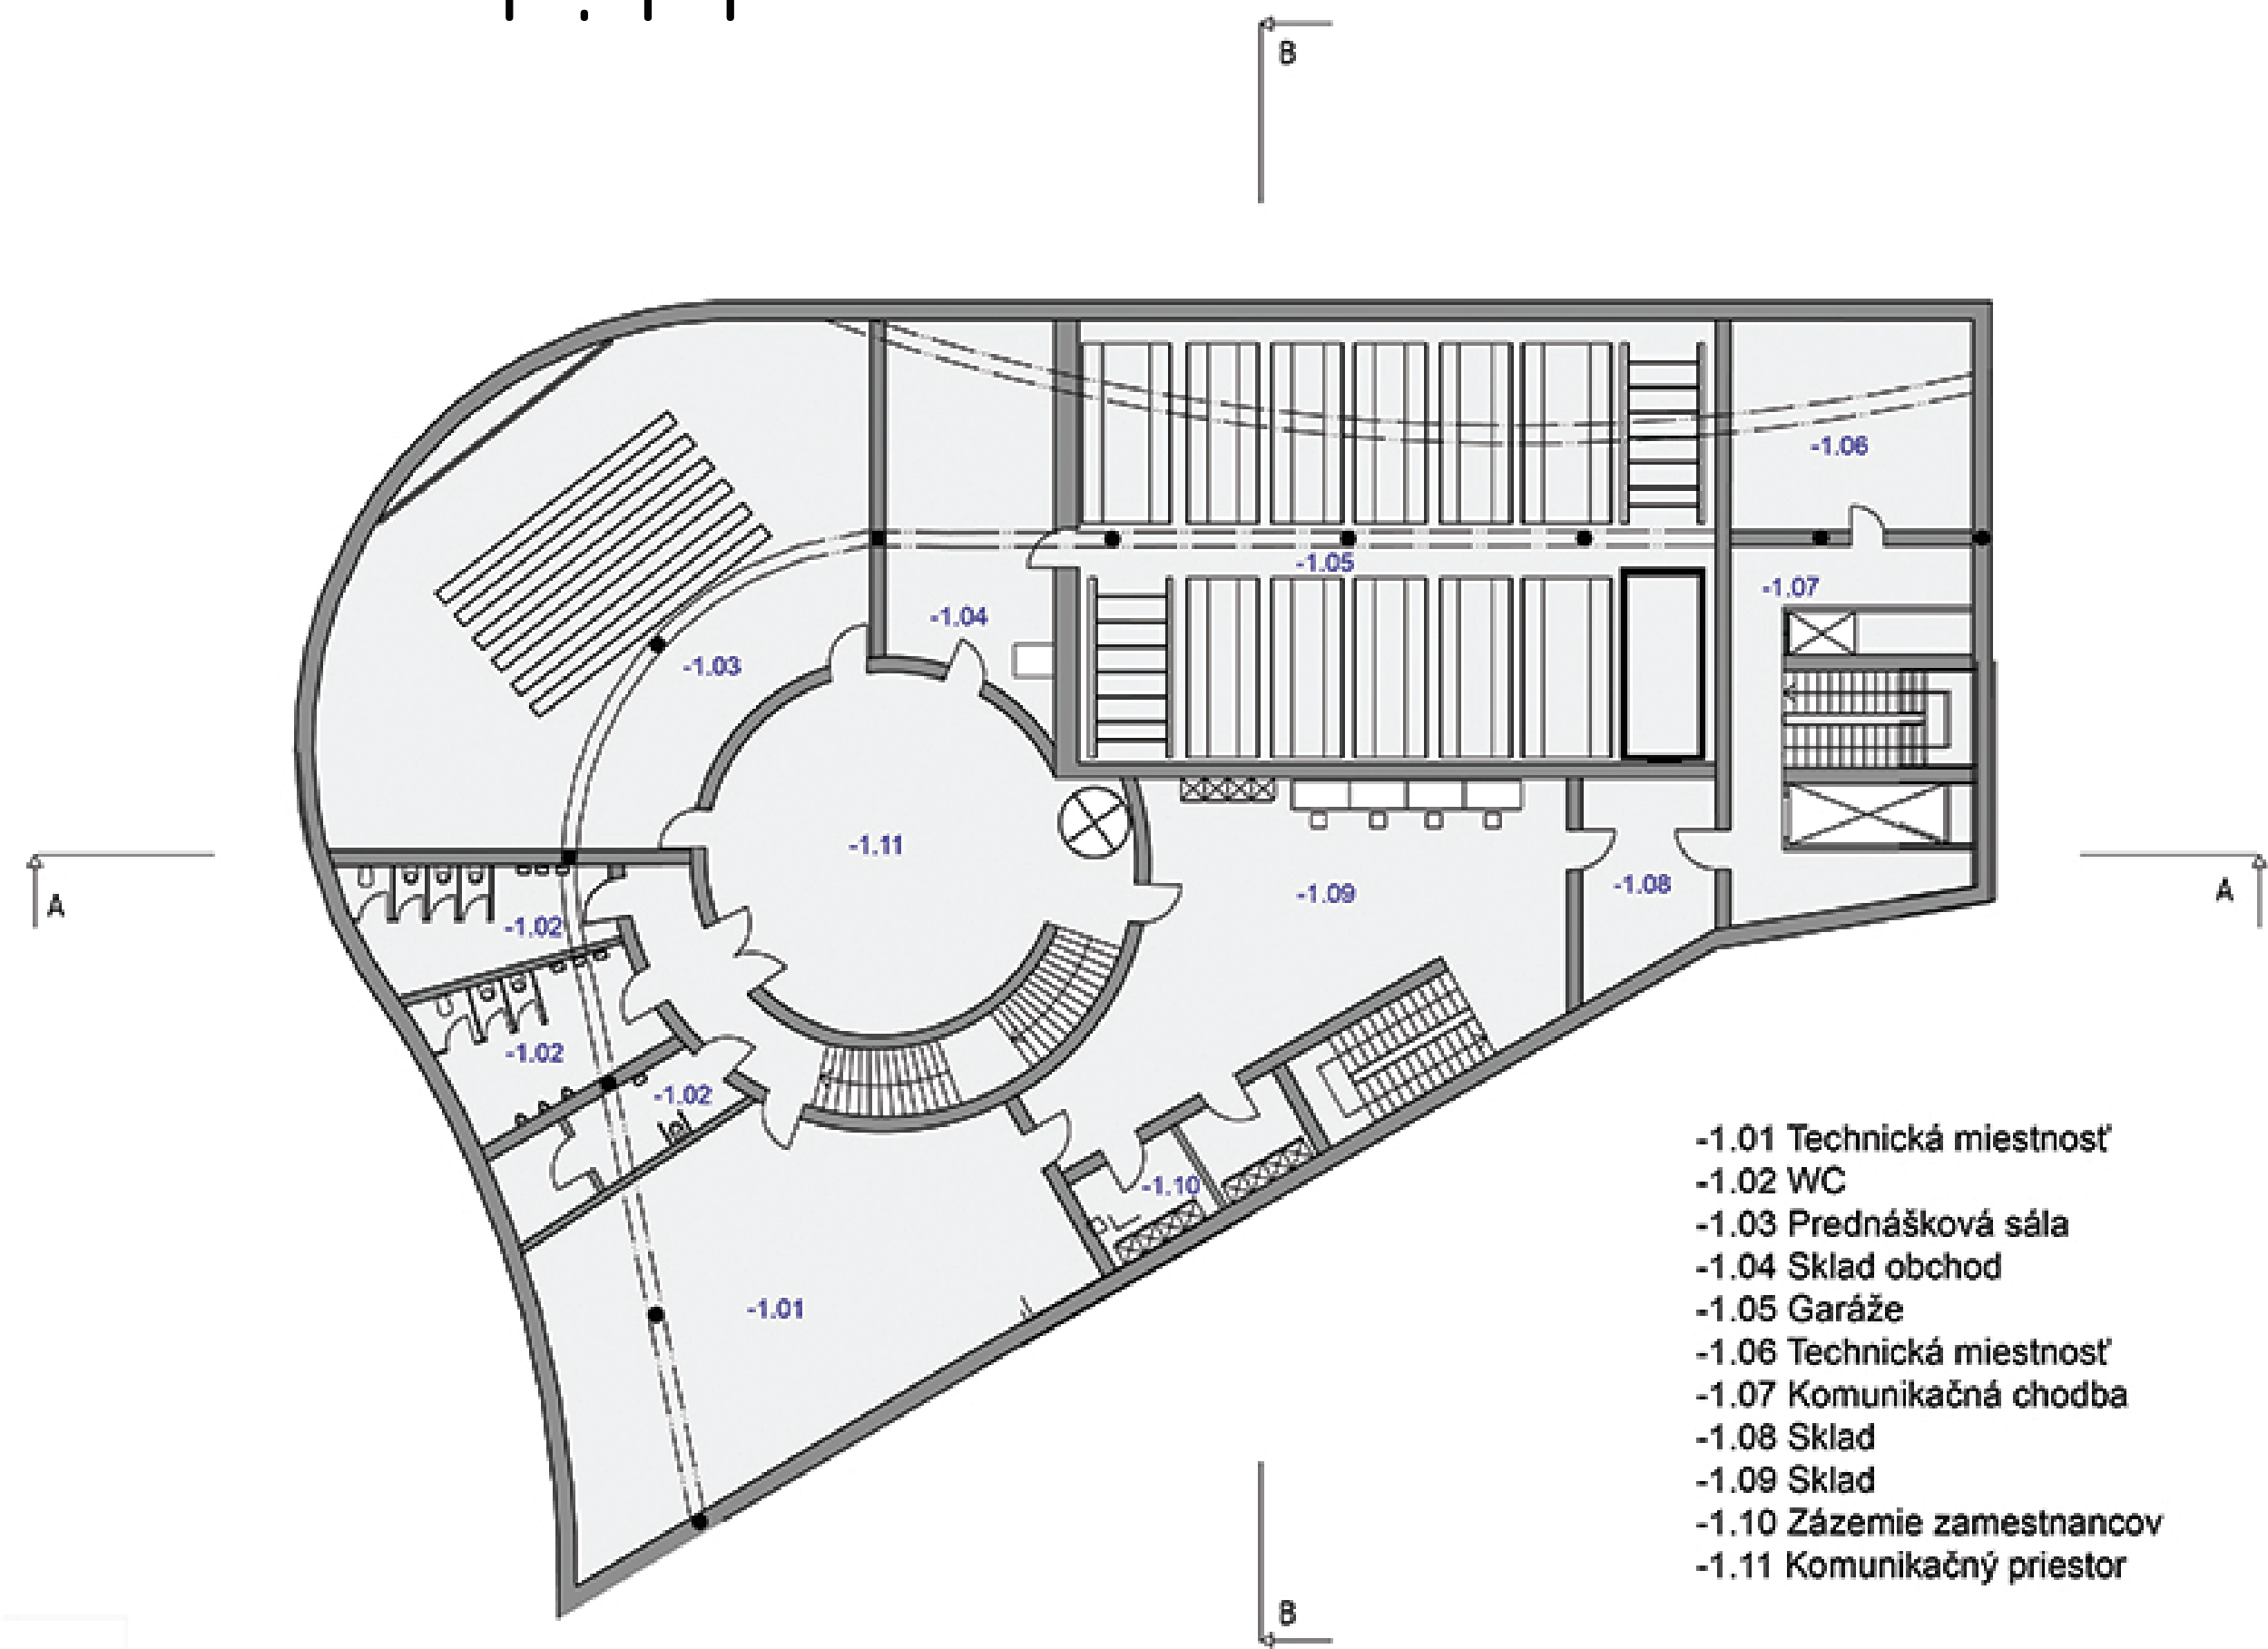 B
-1.06
-1.05
-1.07
-1.04
-1.03
-1.11
-1.09
-1.08
A
A
-1.02
-1.02
-1.02
-1.10
-1.01
-1.01 Technická miestnosť
-1.02 WC
-1.03 Prednášková sála
-1.04 Sklad obchod
-1.05 Garáže
-1.06 Technická miestnosť
-1.07 Komunikačná chodba
-1.08 Sklad
-1.09 Sklad
-1.10 Zázemie zamestnancov
-1.11 Komunikačný priestor
B